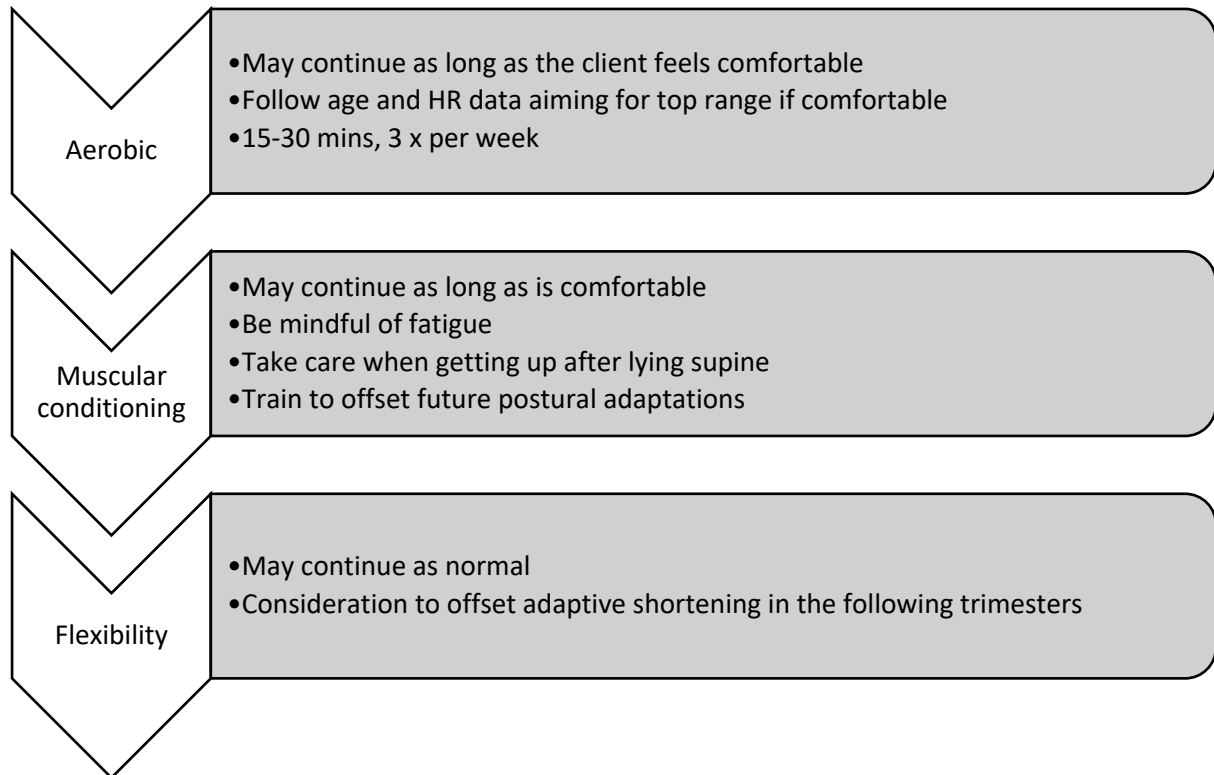 Aerobic
•May continue as long as the client feels comfortable
•Follow age and HR data aiming for top range if comfortable
•15-30 mins, 3 x per week
Muscular
conditioning
•May continue as long as is comfortable
•Be mindful of fatigue
•Take care when getting up after lying supine
•Train to offset future postural adaptations
Flexibility
•May continue as normal
•Consideration to offset adaptive shortening in the following trimesters